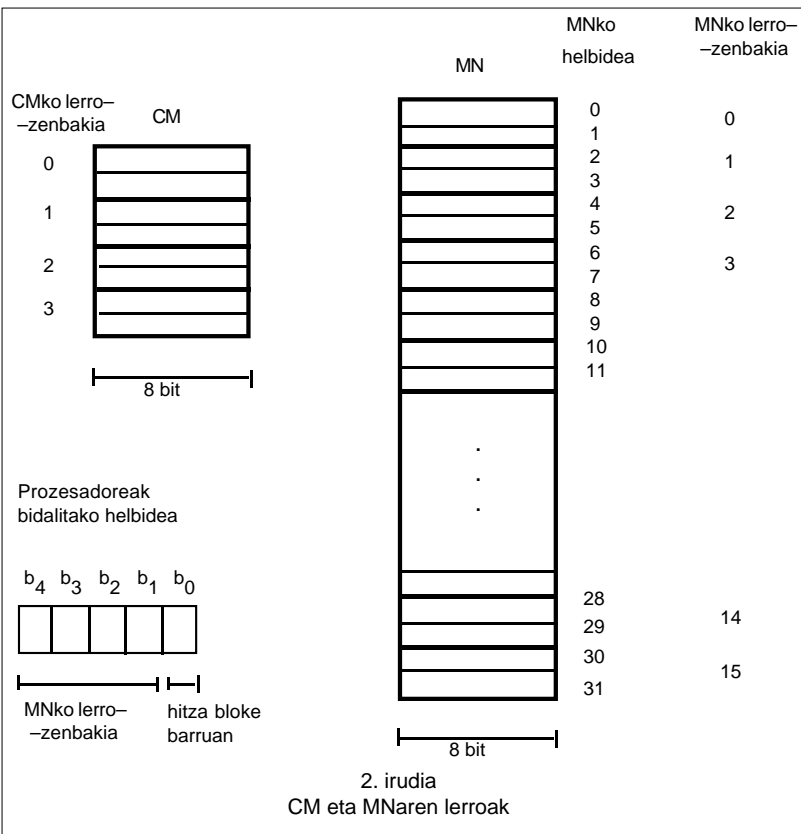 MNko
helbidea
MNko lerro–
–zenbakia
MN
CMko lerro–
–zenbakia
CM
0
1
2
3
8 bit
0
1
2
3
4
5
6
7
8
9
10
11
.
.
.
28
29
30
31
0
1
2
3
14
15
8 bit
Prozesadoreak
bidalitako helbidea
b4 b3 b2 b1 b0
MNko lerro–
–zenbakia
hitza bloke
barruan
2. irudia
CM eta MNaren lerroak